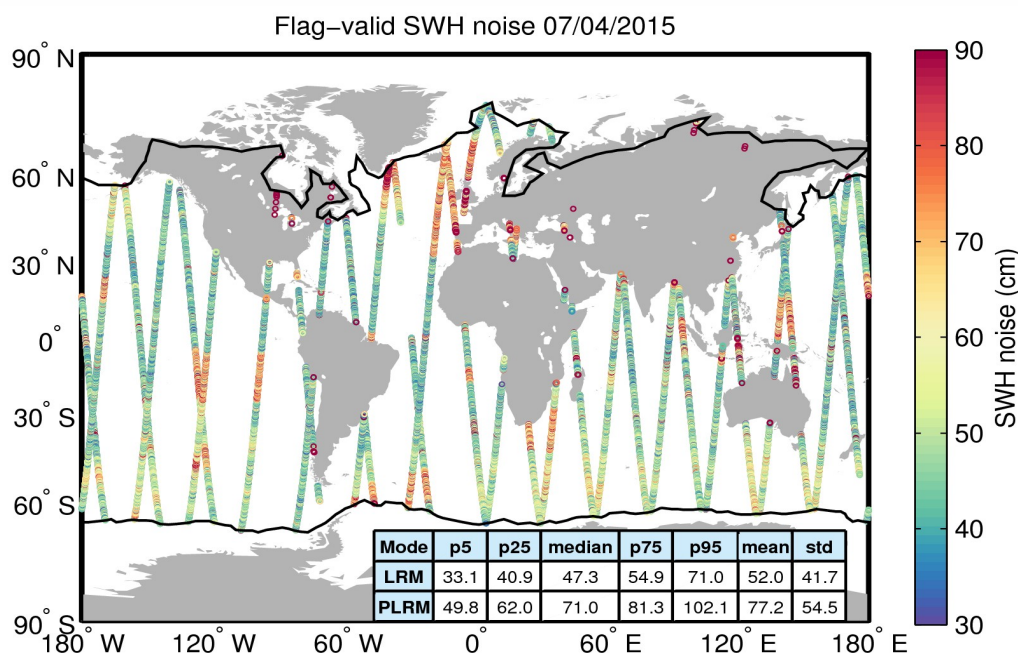 Flag−valid SWH noise 07/04/2015
90° N
60° N
30° N
0°
30° S
60° S
90° S
180° W
120° W
60° W
0°
60° E
120° E
180° E
90
80
70
60
50
40
30
SWH noise (cm)
Mode p5 p25 median p75 p95 mean std
LRM 33.1 40.9 47.3 54.9 71.0 52.0 41.7
PLRM 49.8 62.0 71.0 81.3 102.1 77.2 54.5